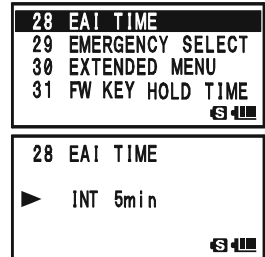 28 EAI TIME
29 EMERGENCY SELECT
30 EXTENDED MENU
31 FW KEY HOLD TIME
S
28 EAI TIME
INT 5min
S